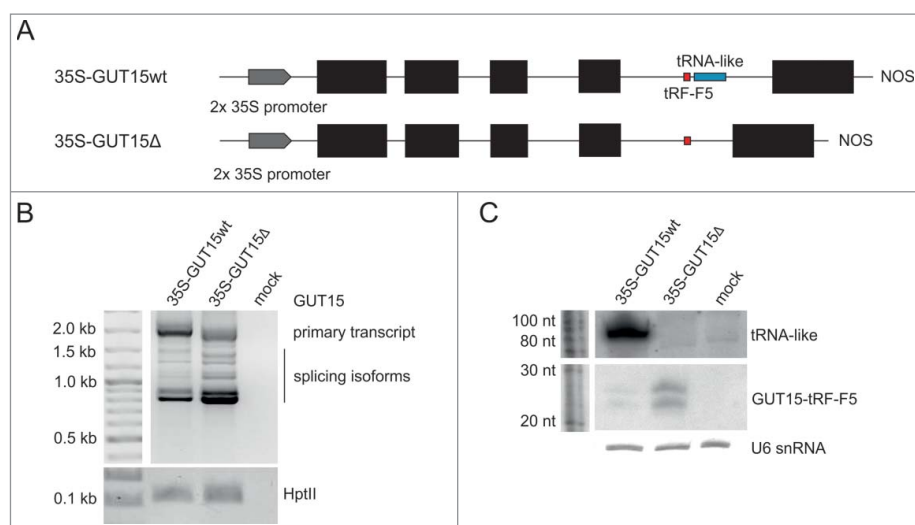 A
35S-GUT15wt
tRNA-like
tRF-F5
NOS
2x 35S promoter
35S-GUT15Δ
NOS
2x 35S promoter
B
35S-GUT15wt
35S-GUT15Δ
mock
GUT15
2.0 kb
primary transcript
1.5 kb
splicing isoforms
1.0 kb
0.5 kb
0.1 kb
HptII
C
35S-GUT15wt
35S-GUT15Δ
mock
100 nt
80 nt
tRNA-like
30 nt
GUT15-tRF-F5
20 nt
U6 snRNA